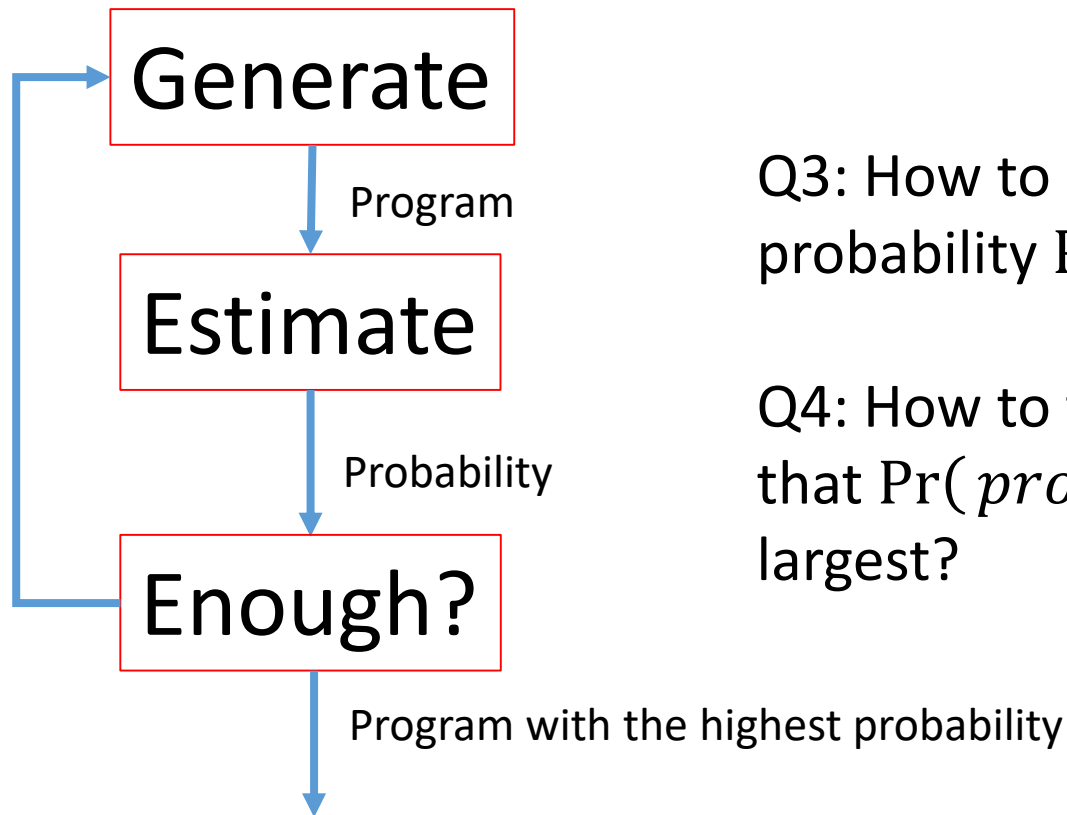 Generate
Program
Estimate
Probability
Enough?
Program with the highest probability
Q3: How to
probability
Q4: How to
that Pr(
largest?